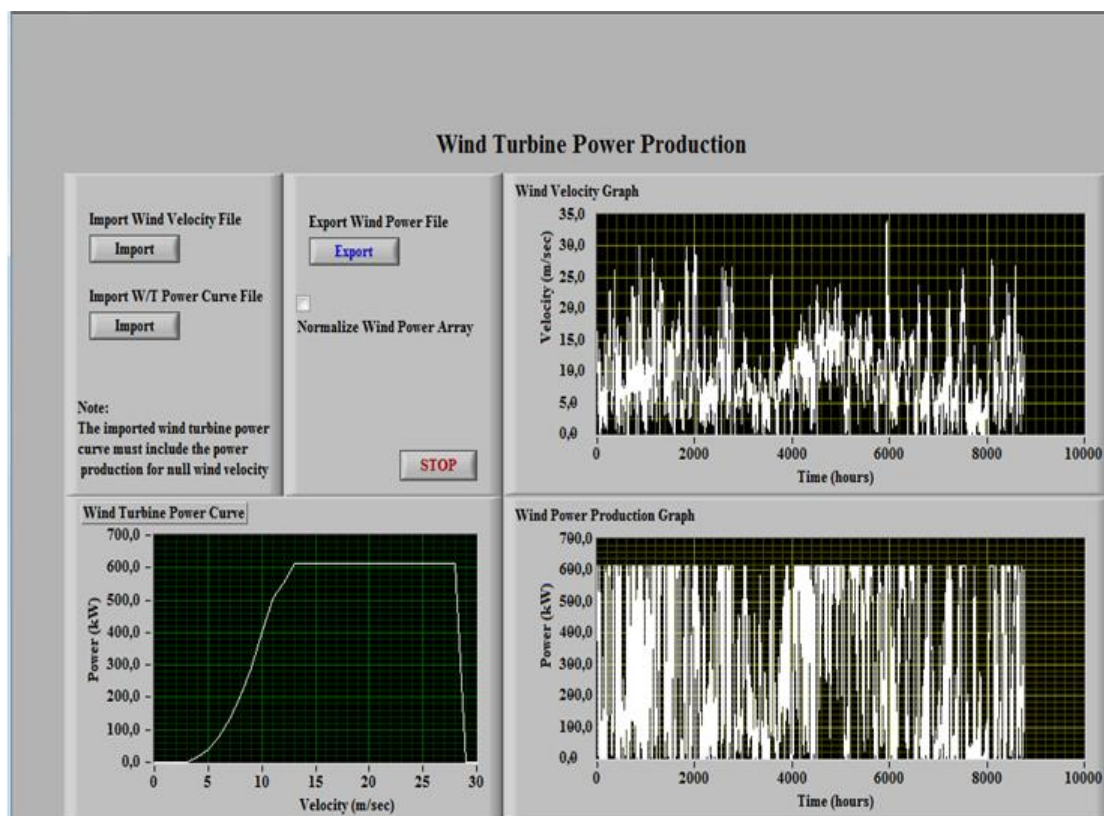 Wind Turbine Power Production
Import Wind Velocity File
Import
Import W/T Power Curve File
Import
Note:
The imported wind turbine power
curve must include the power
production for null wind velocity
Export Wind Power File
Export
Normalize Wind Power Array
STOP
Wind Velocity Graph
Velocity (m/sec)
35,0
30,0
25,0
20,0
15,0
10,0
5,0
0,0
0
2000
4000
6000
8000
10000
Time (hours)
Wind Turbine Power Curve
Power (kW)
700,0
600,0
500,0
400,0
300,0
200,0
100,0
0,0
0
5
10
15
20
25
30
Velocity (m/sec)
Wind Power Production Graph
Power (kW)
700,0
600,0
500,0
400,0
300,0
200,0
100,0
0,0
0
2000
4000
6000
8000
10000
Time (hours)